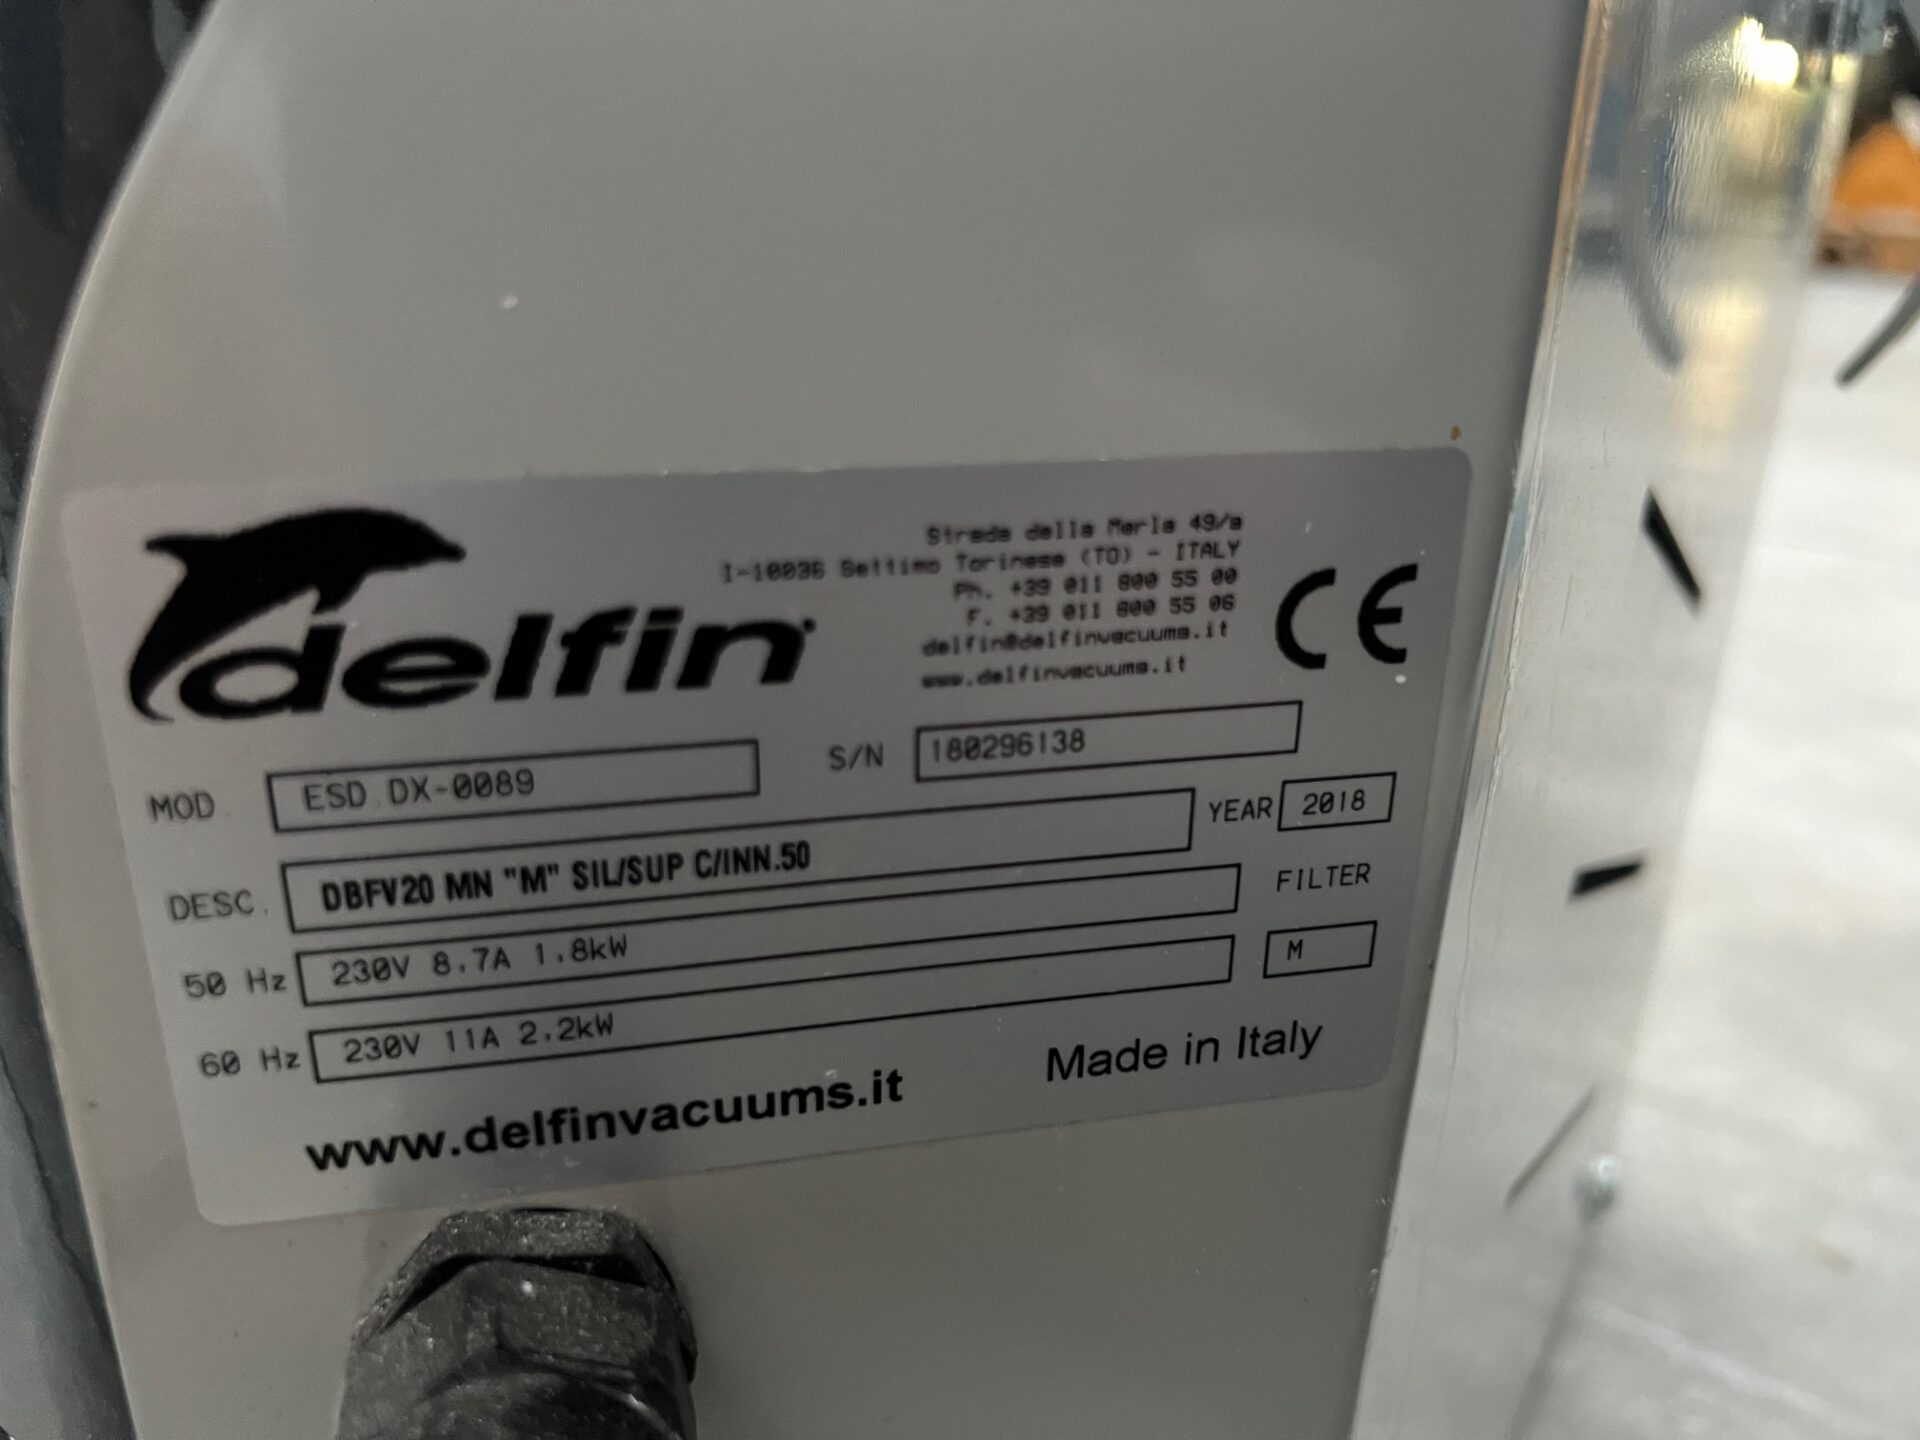 delfin
Strada della Merla 49/a
I-10036 Settimo Torinese (TO) - ITALY
Ph. +39 011 800 55 00
F. +39 011 800 55 06
delfin@delfinvacuums.it
www.delfinvacuums.it
CE
MOD. ESD DX-0089
S/N 180296138
YEAR 2018
DESC. DBFV20 MN "M" SIL/SUP C/INN.50
FILTER
50 Hz 230V 8.7A 1.8kW
M
60 Hz 230V 11A 2.2kW
Made in Italy
www.delfinvacuums.it